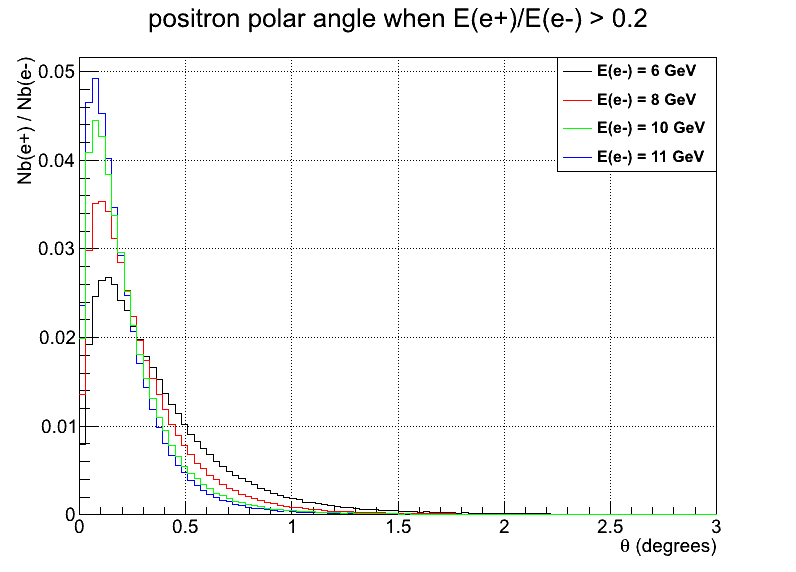 positron polar angle when E(e+)/E(e-) > 0.2
Nb(e+) / Nb(e-)
0.05
0.04
0.03
0.02
0.01
0
E(e-) = 6 GeV
E(e-) = 8 GeV
E(e-) = 10 GeV
E(e-) = 11 GeV
0 0.5 1 1.5 2 2.5 3
θ (degrees)